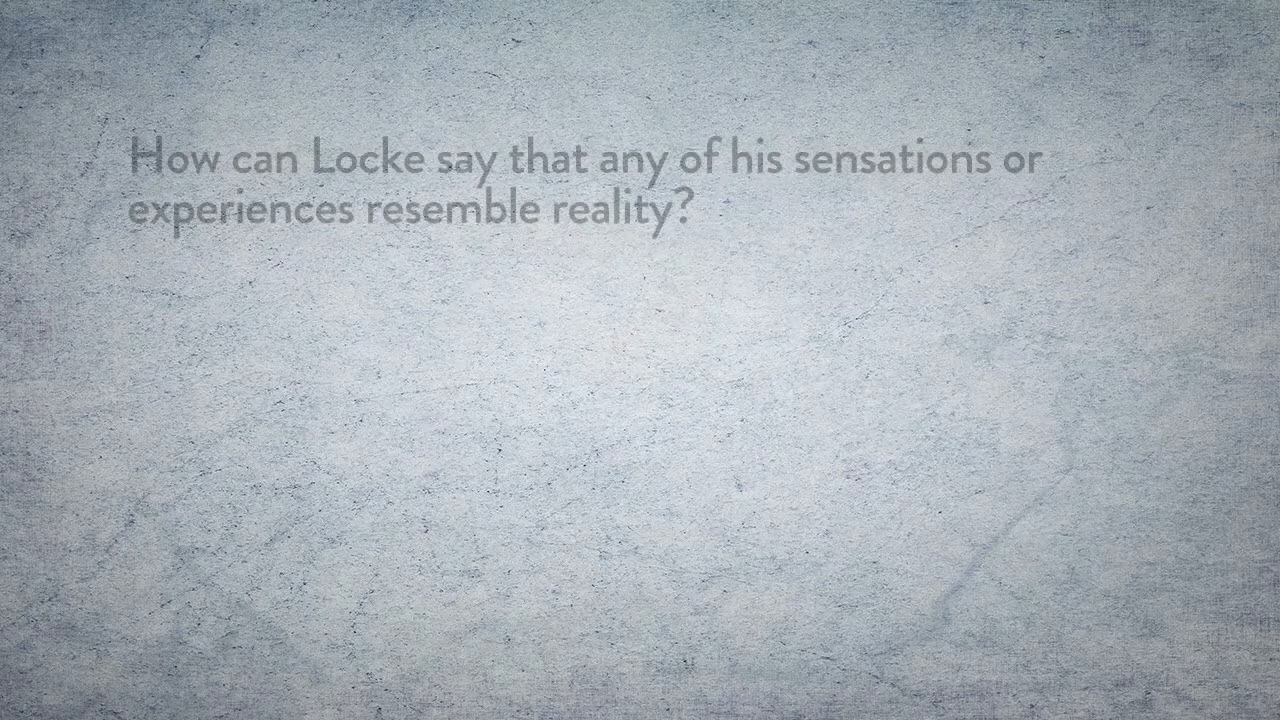 How can Locke say that any of his sensations or
experiences resemble reality?